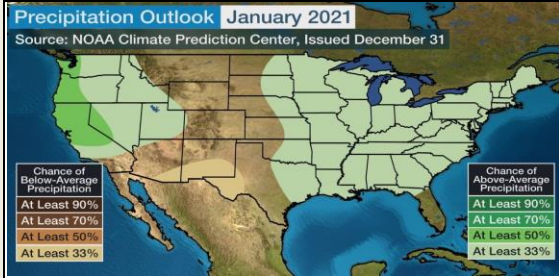 Precipitation Outlook January 2021
Source: NOAA Climate Prediction Center, Issued December 31
Chance of
Below-Average
Precipitation
At Least 90%
At Least 70%
At Least 50%
At Least 33%
Chance of
Above-Average
Precipitation
At Least 90%
At Least 70%
At Least 50%
At Least 33%